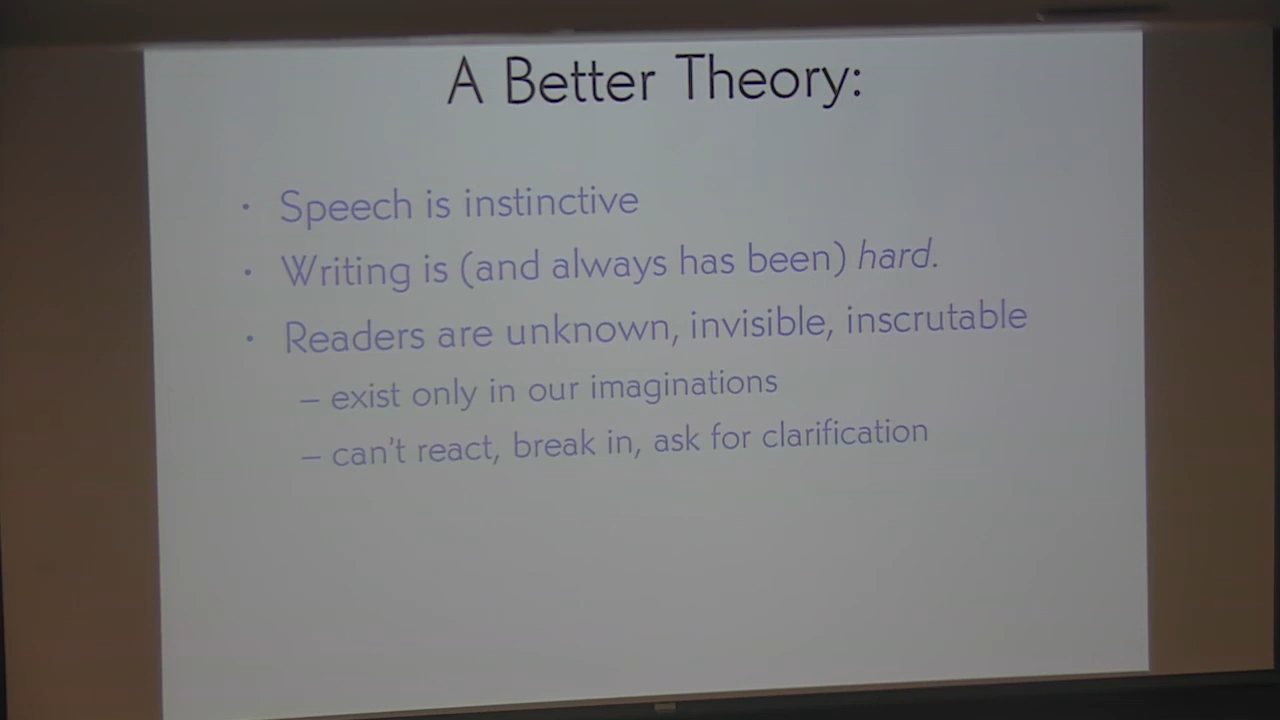 A Better Theory:
• Speech is instinctive
• Writing is (and always has been) hard.
• Readers are unknown, invisible, inscrutable
– exist only in our imaginations
– can't react, break in, ask for clarification